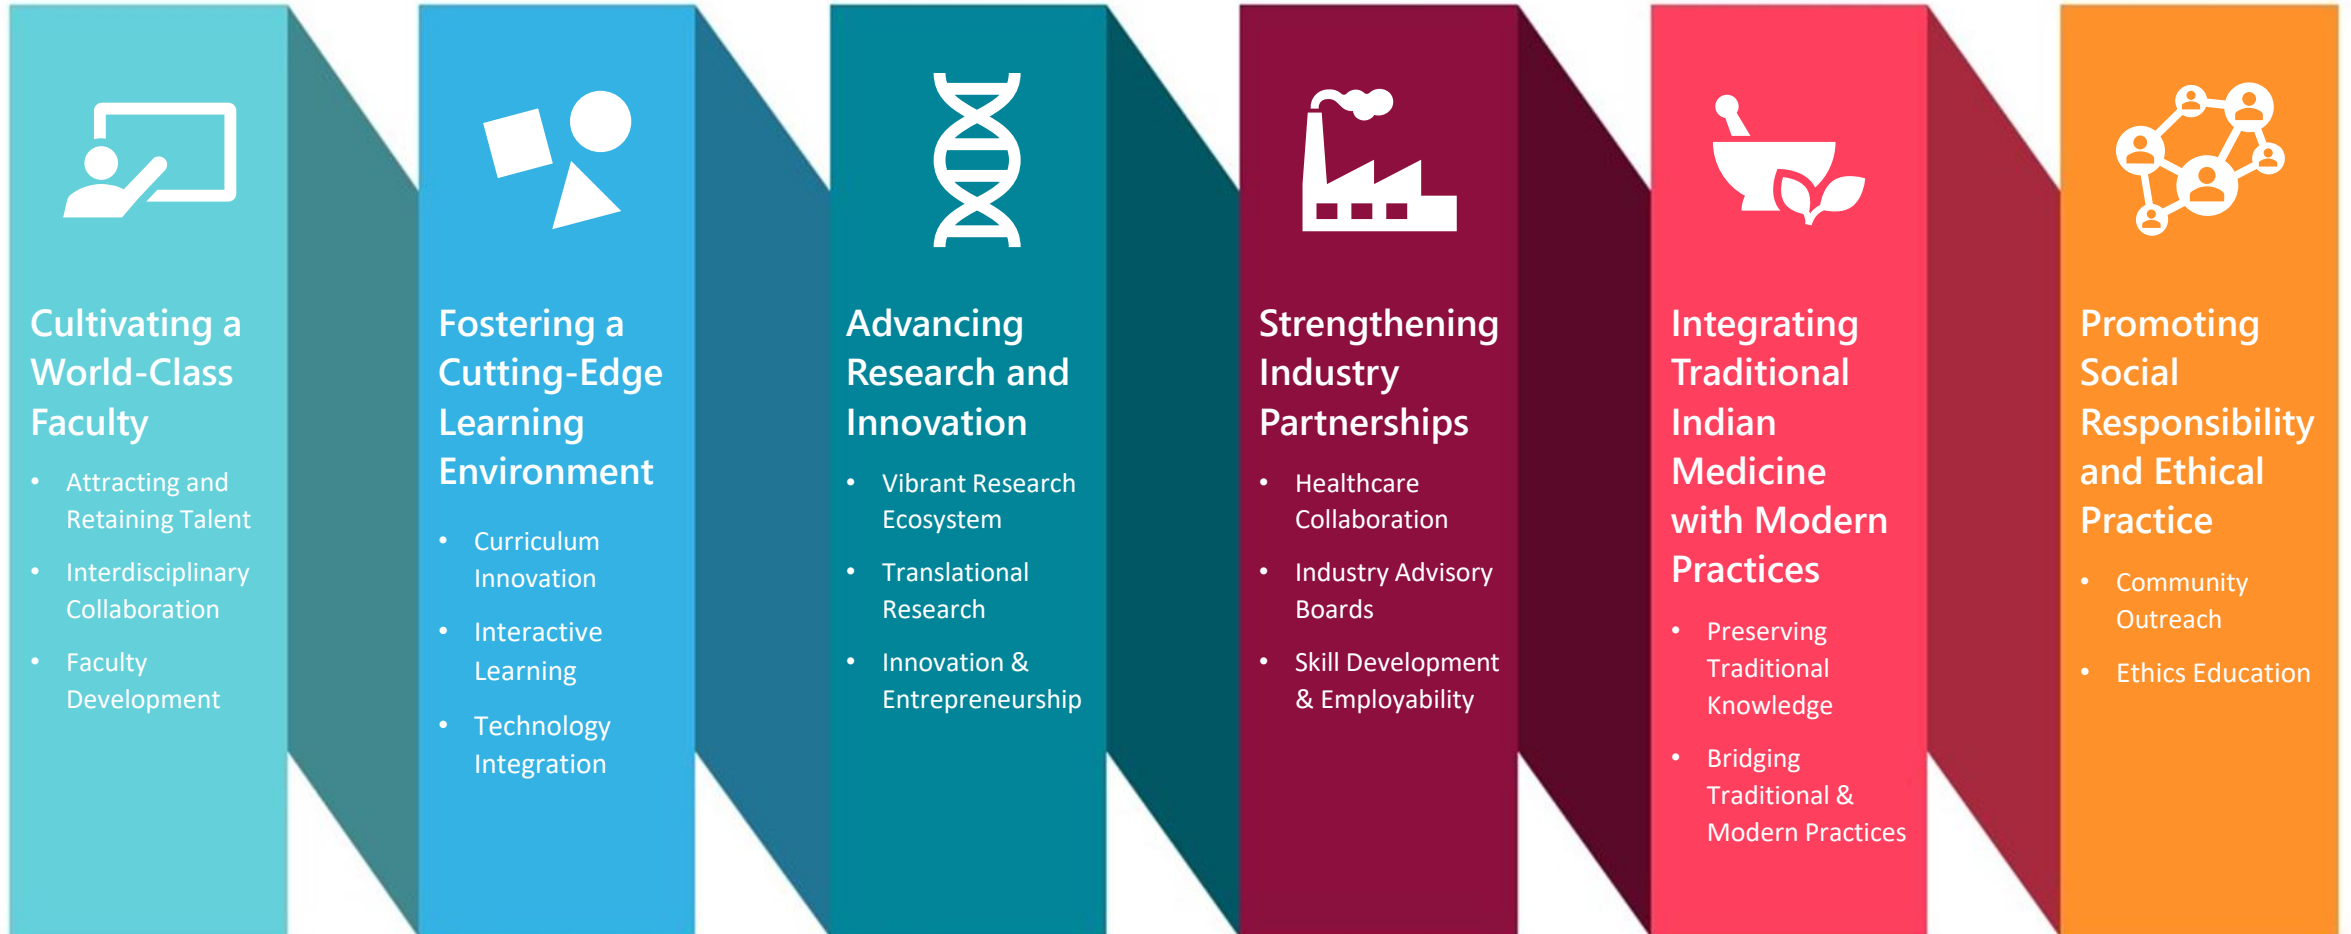 Cultivating a
World-Class
Faculty
• Attracting and
Retaining Talent
• Interdisciplinary
Collaboration
• Faculty
Development
Fostering a
Cutting-Edge
Learning
Environment
• Curriculum
Innovation
• Interactive
Learning
• Technology
Integration
Advancing
Research and
Innovation
• Vibrant Research
Ecosystem
• Translational
Research
• Innovation &
Entrepreneurship
Strengthening
Industry
Partnerships
• Healthcare
Collaboration
• Industry Advisory
Boards
• Skill Development
& Employability
Integrating
Traditional
Indian
Medicine
with Modern
Practices
• Preserving
Traditional
Knowledge
• Bridging
Traditional &
Modern Practices
Promoting
Social
Responsibility
and Ethical
Practice
• Community
Outreach
• Ethics Education